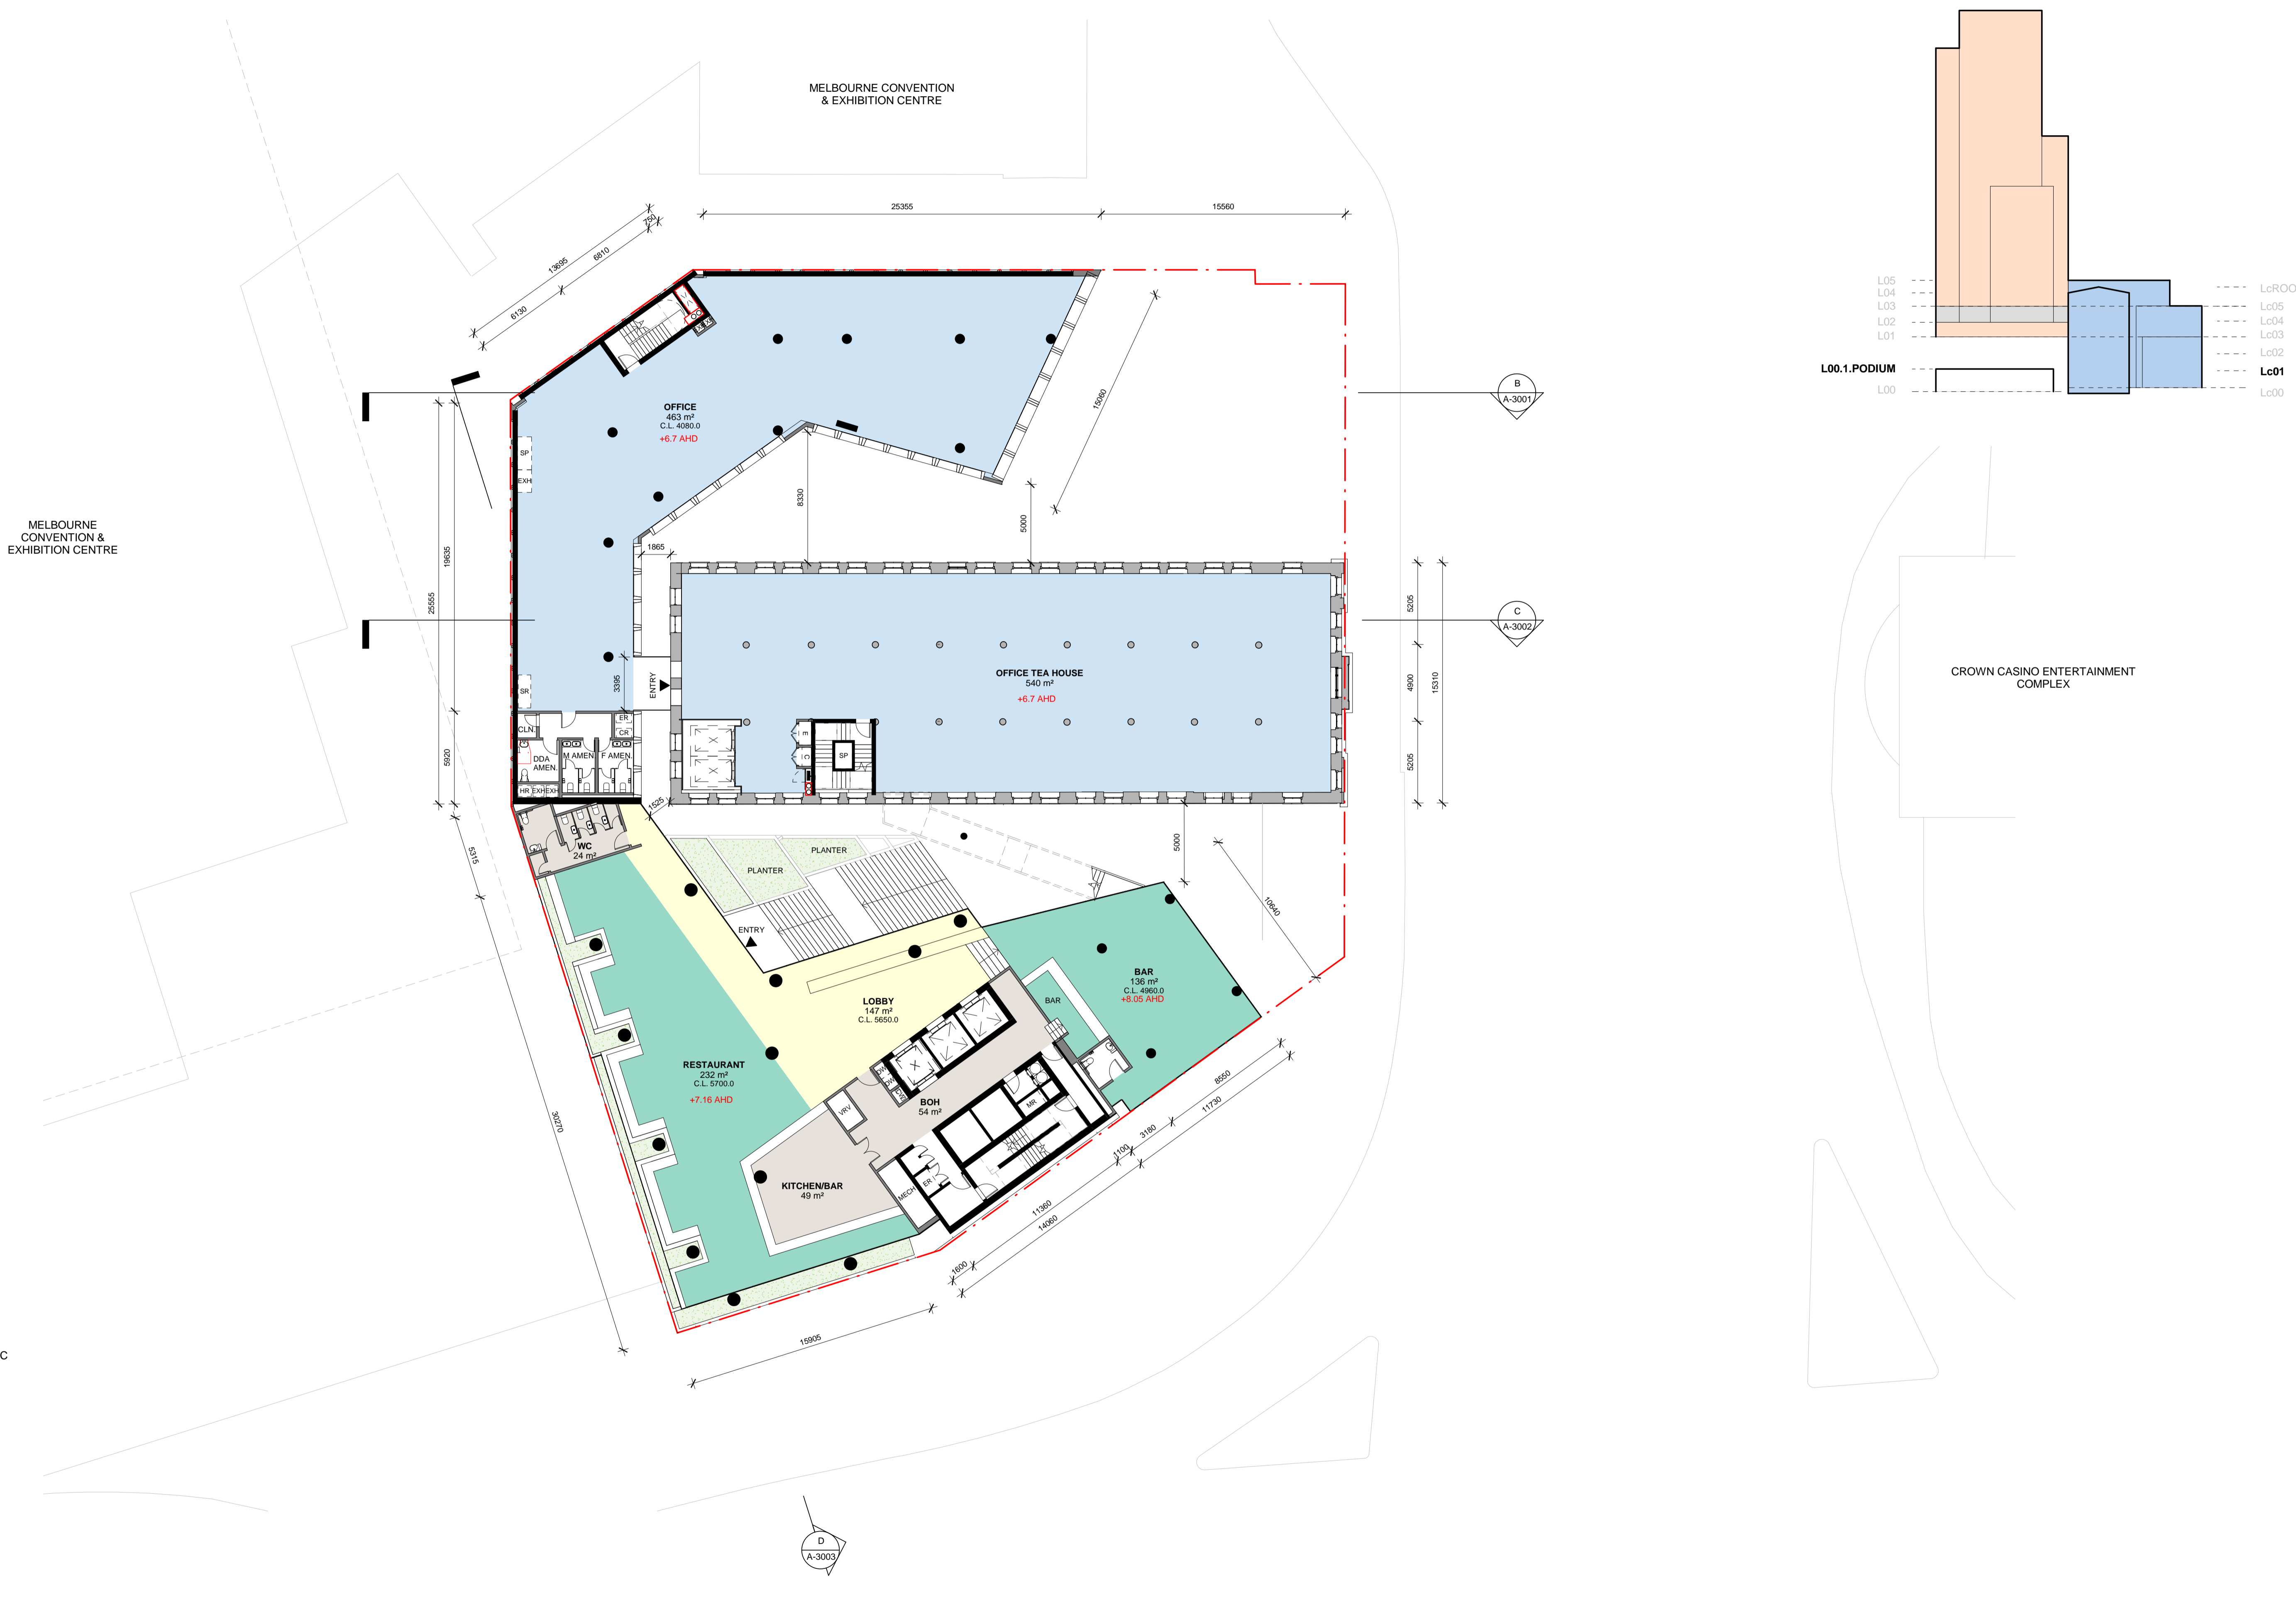 MELBOURNE CONVENTION
& EXHIBITION CENTRE
25355
15560
13695
750
6810
6130
L05
L04
L03
L02
L01
L00.1.PODIUM
L00
LcROO
Lc05
Lc04
Lc03
Lc02
Lc01
Lc00
B
A-3001
OFFICE
463 m²
C.L. 4080.0
+6.7 AHD
15060
SP
EXH
8330
5000
MELBOURNE
CONVENTION &
EXHIBITION CENTRE
19635
25555
1865
5205
C
A-3002
OFFICE TEA HOUSE
540 m²
+6.7 AHD
4900
15310
CROWN CASINO ENTERTAINMENT
COMPLEX
SR
3395
ENTRY
ER
CR
CLN.
DDA
AMEN.
M AMEN.
F AMEN.
HR
EXH
EXH
5920
E
C
SP
5205
1525
5315
WC
24 m²
PLANTER
PLANTER
5000
10640
ENTRY
BAR
136 m²
C.L. 4960.0
+8.05 AHD
BAR
LOBBY
147 m²
C.L. 5650.0
RESTAURANT
232 m²
C.L. 5700.0
+7.16 AHD
VRV
BOH
54 m²
MR
8550
11730
3180
1100
30270
KITCHEN/BAR
49 m²
MECH
ER
11360
14060
1600
15905
C
D
A-3003